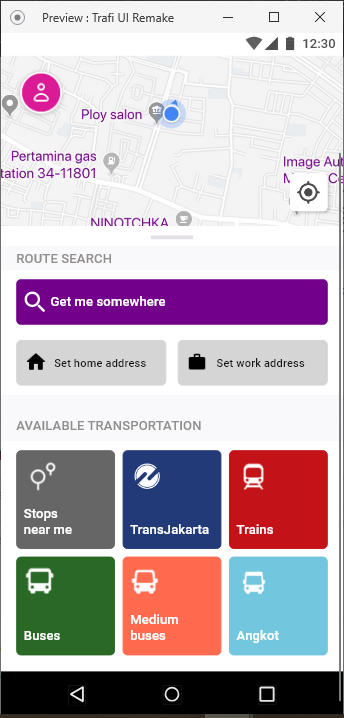 Preview : Trafi UI Remake
12:30
Ploy salon
Pertamina gas
tation 34-11801
Image Aut
NINOTCHKA
ROUTE SEARCH
Get me somewhere
Set home address
Set work address
AVAILABLE TRANSPORTATION
Stops
near me
TransJakarta
Trains
Buses
Medium
buses
Angkot